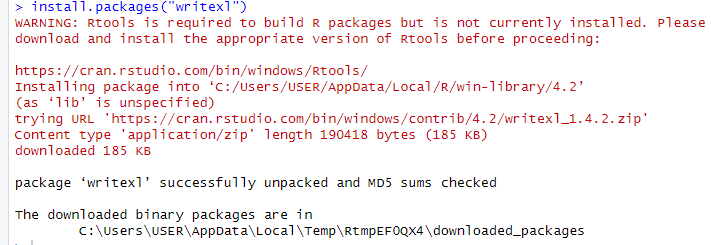 > install.packages("writexl")
WARNING: Rtools is required to build R packages but is not currently installed. Please
download and install the appropriate version of Rtools before proceeding:
https://cran.rstudio.com/bin/windows/Rtools/
Installing package into ‘C:/Users/USER/AppData/Local/R/win-library/4.2’
(as ‘lib’ is unspecified)
trying URL 'https://cran.rstudio.com/bin/windows/contrib/4.2/writexl_1.4.2.zip'
Content type 'application/zip' length 190418 bytes (185 KB)
downloaded 185 KB
package ‘writexl’ successfully unpacked and MD5 sums checked
The downloaded binary packages are in
C:\Users\USER\AppData\Local\Temp\RtmpEF0QX4\downloaded_packages
>